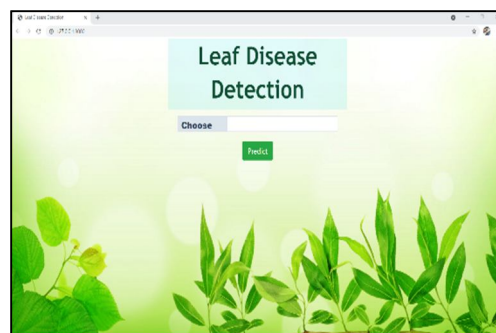 Leaf Disease Detection
Leaf Disease
Detection
Choose
Predict